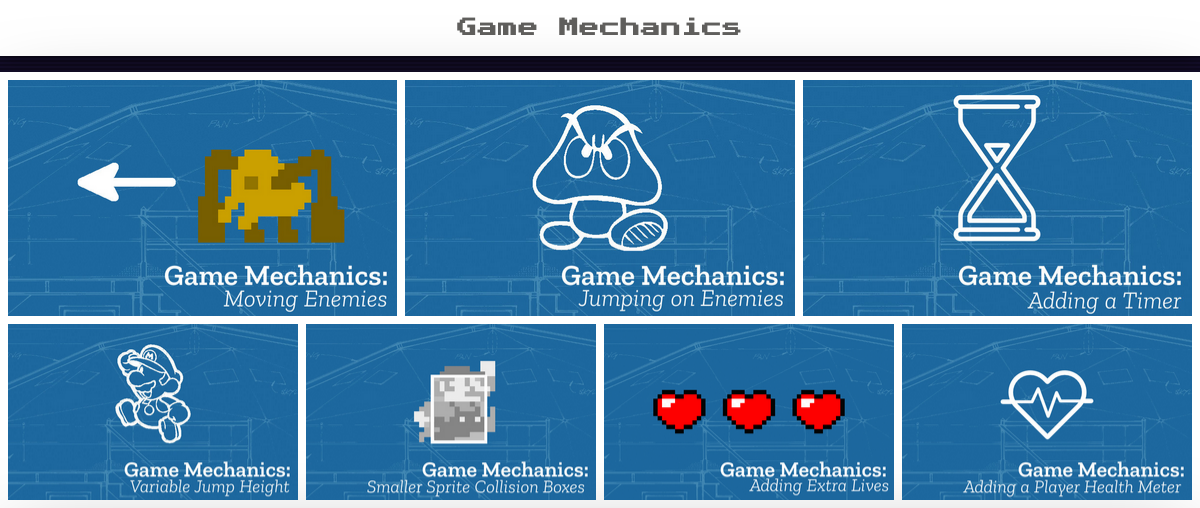 Game Mechanics
Game Mechanics:
Moving Enemies
Game Mechanics:
Jumping on Enemies
Game Mechanics:
Adding a Timer
Game Mechanics:
Variable Jump Height
Game Mechanics:
Smaller Sprite Collision Boxes
Game Mechanics:
Adding Extra Lives
Game Mechanics:
Adding a Player Health Meter